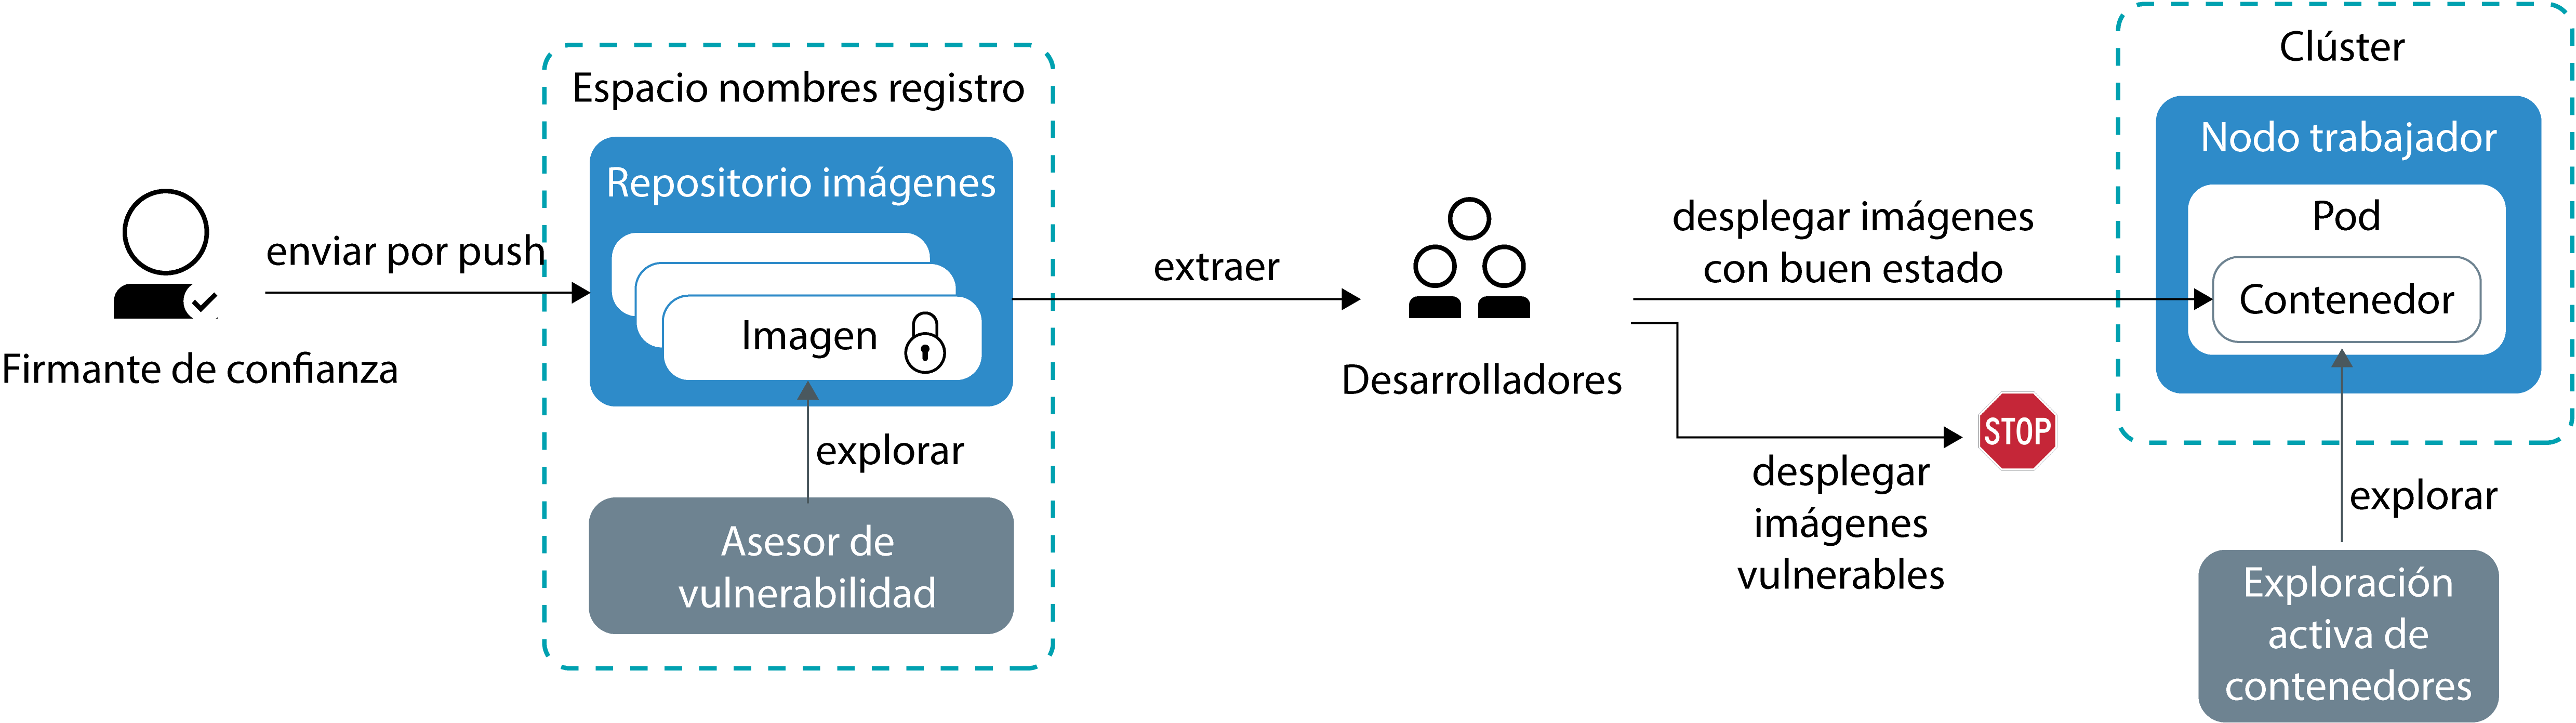 Firmante de confianza
enviar por push
Espacio nombres registro
Repositorio imágenes
Imagen
explorar
Asesor de
vulnerabilidad
extraer
Desarrolladores
desplegar imágenes
con buen estado
desplegar
imágenes
vulnerables
STOP
Clúster
Nodo trabajador
Pod
Contenedor
explorar
Exploración
activa de
contenedores